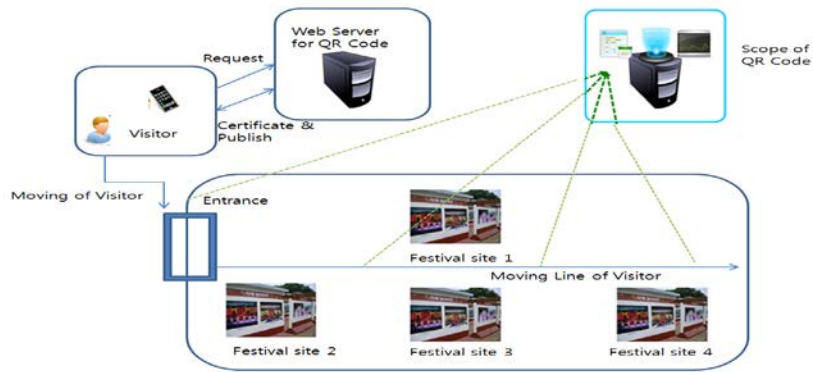 Web Server
for QR Code
Request
Scope of
QR Code
Visitor
Certificate &
Publish
Moving of Visitor
Entrance
Festival site 1
Moving Line of Visitor
Festival site 2
Festival site 3
Festival site 4